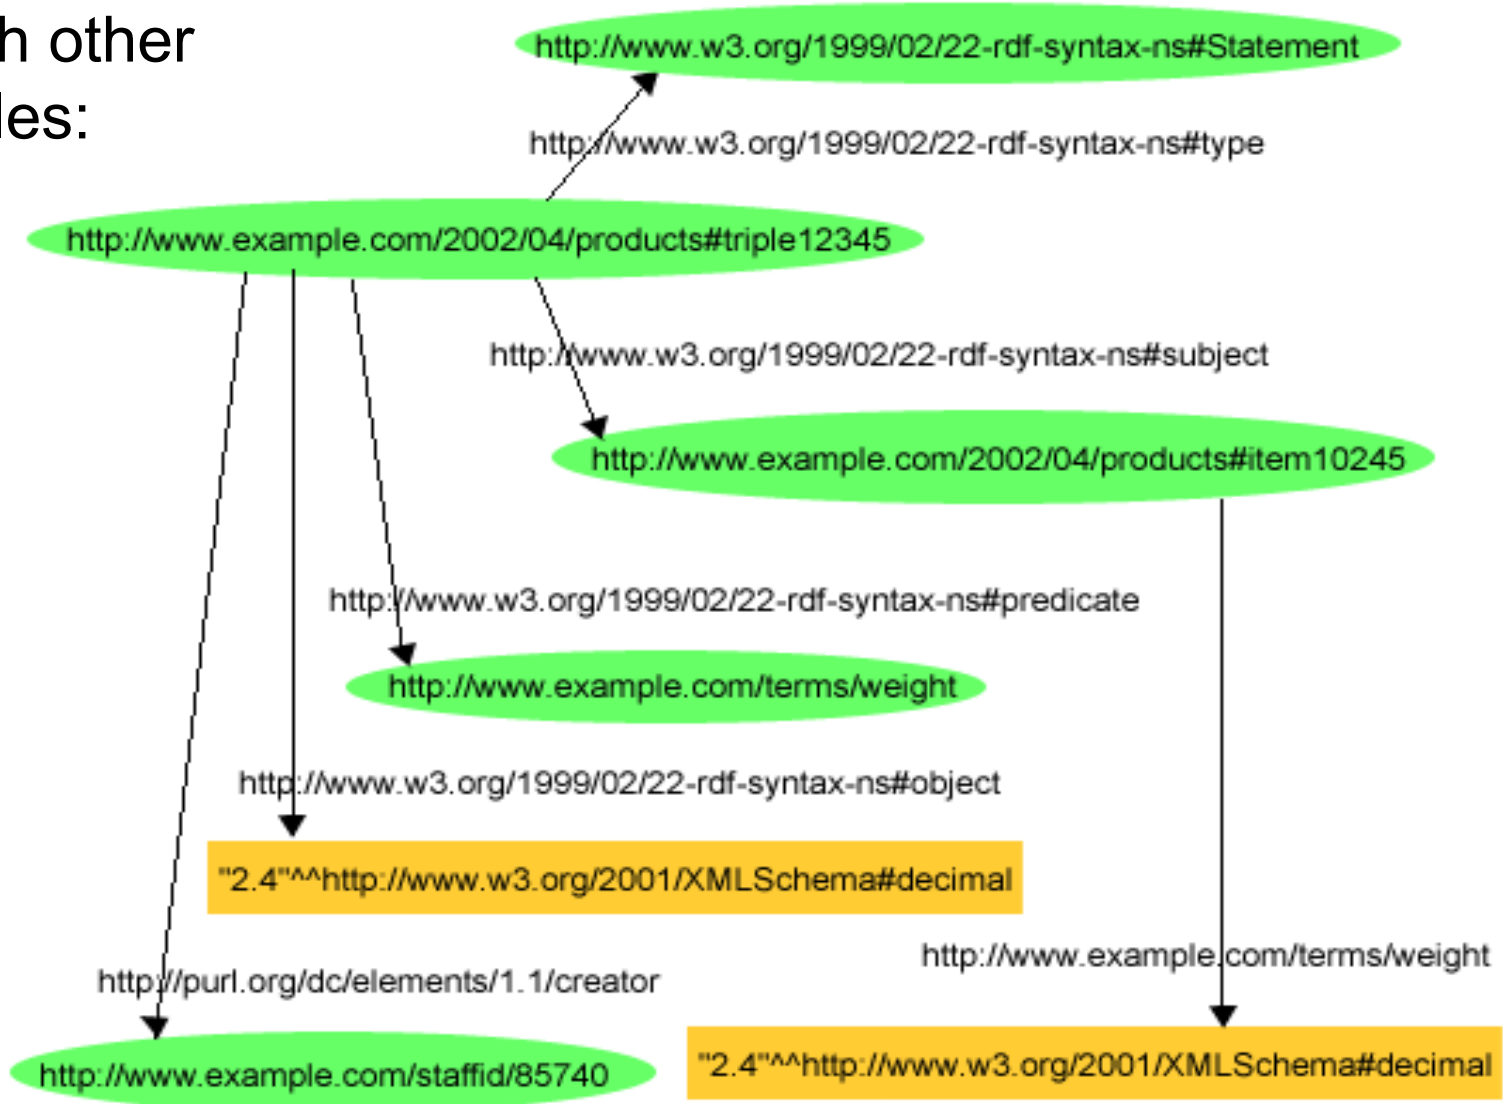 h other
les:
http://www.w3.org/1999/02/22-rdf-syntax-ns#Statement
http://www.w3.org/1999/02/22-rdf-syntax-ns#type
http://www.example.com/2002/04/products#triple12345
http://www.w3.org/1999/02/22-rdf-syntax-ns#subject
http://www.example.com/2002/04/products#item10245
http://www.w3.org/1999/02/22-rdf-syntax-ns#predicate
http://www.example.com/terms/weight
http://www.w3.org/1999/02/22-rdf-syntax-ns#object
"2.4"^^http://www.w3.org/2001/XMLSchema#decimal
http://www.example.com/terms/weight
http://purl.org/dc/elements/1.1/creator
http://www.example.com/staffid/85740
"2.4"^^http://www.w3.org/2001/XMLSchema#decimal